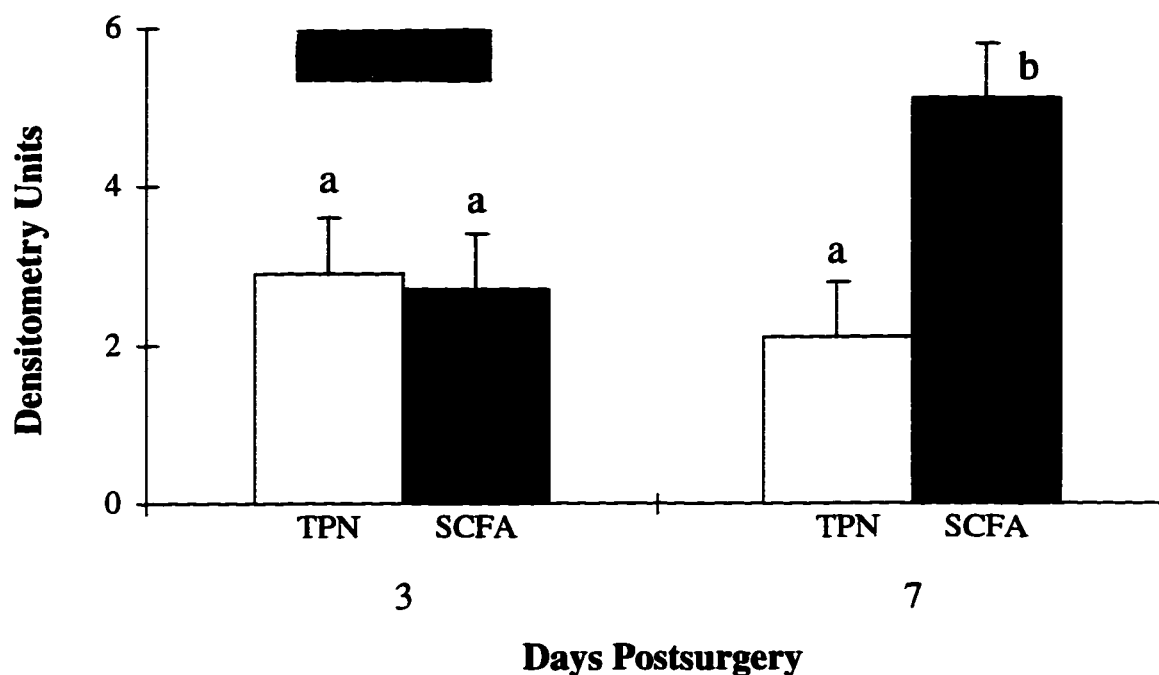 6
b
Densitometry Units
4
a
a
a
2
0
TPN SCFA TPN SCFA
3 7
Days Postsurgery